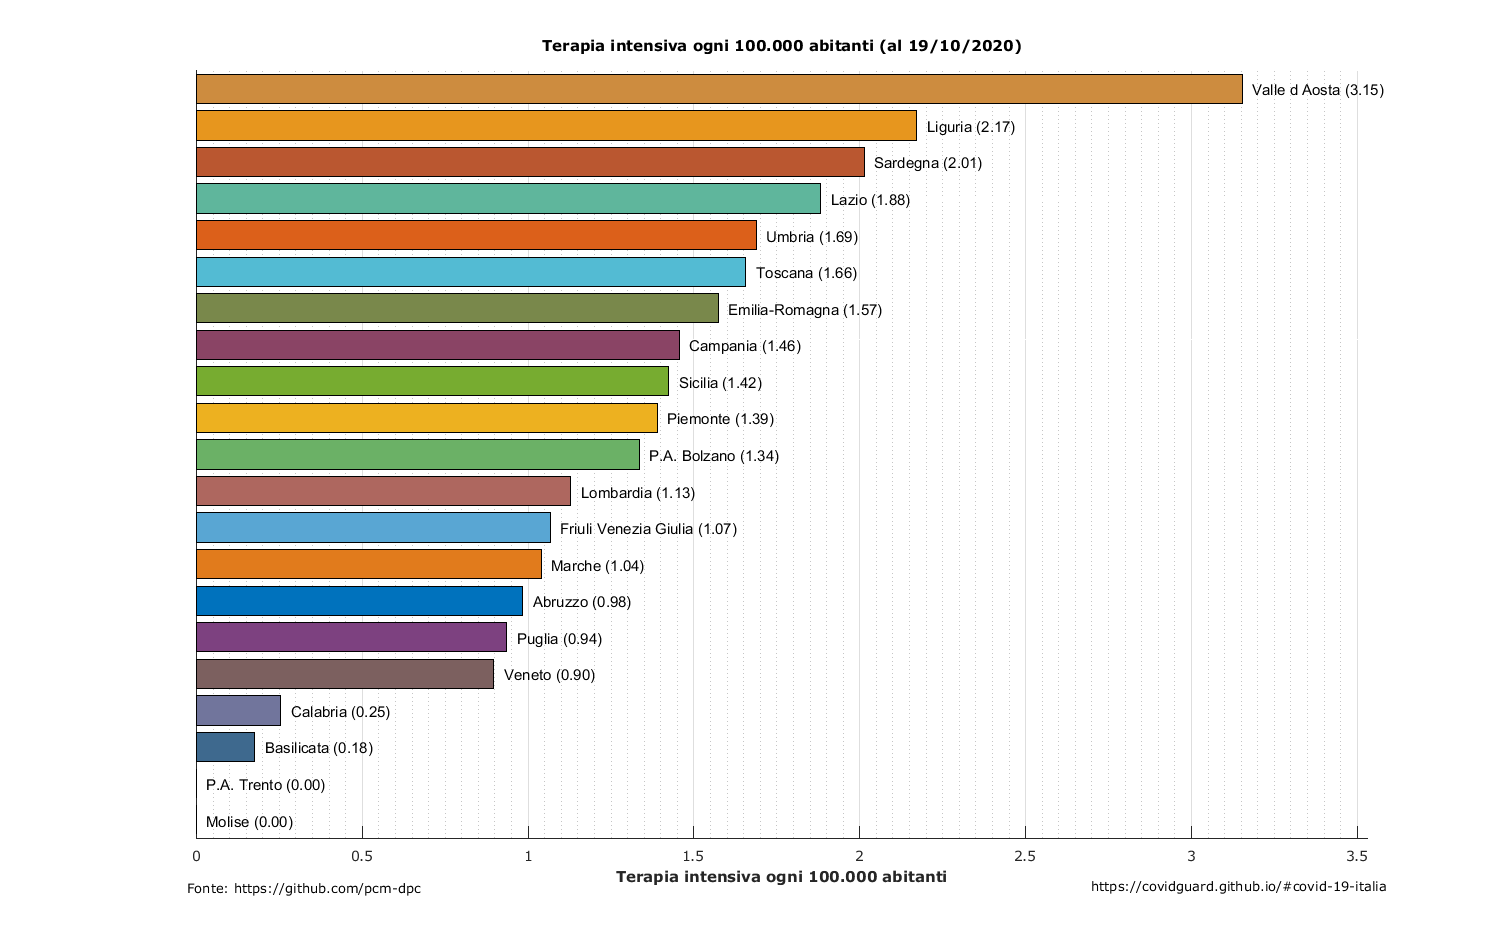 Terapia intensiva ogni 100.000 abitanti (al 19/10/2020)
Valle d Aosta (3.15)
Liguria (2.17)
Sardegna (2.01)
Lazio (1.88)
Umbria (1.69)
Toscana (1.66)
Emilia-Romagna (1.57)
Campania (1.46)
Sicilia (1.42)
Piemonte (1.39)
P.A. Bolzano (1.34)
Lombardia (1.13)
Friuli Venezia Giulia (1.07)
Marche (1.04)
Abruzzo (0.98)
Puglia (0.94)
Veneto (0.90)
Calabria (0.25)
Basilicata (0.18)
P.A. Trento (0.00)
Molise (0.00)
0 0.5 1 1.5 2 2.5 3 3.5
Terapia intensiva ogni 100.000 abitanti
Fonte: https://github.com/pcm-dpc
https://covidguard.github.io/#covid-19-italia